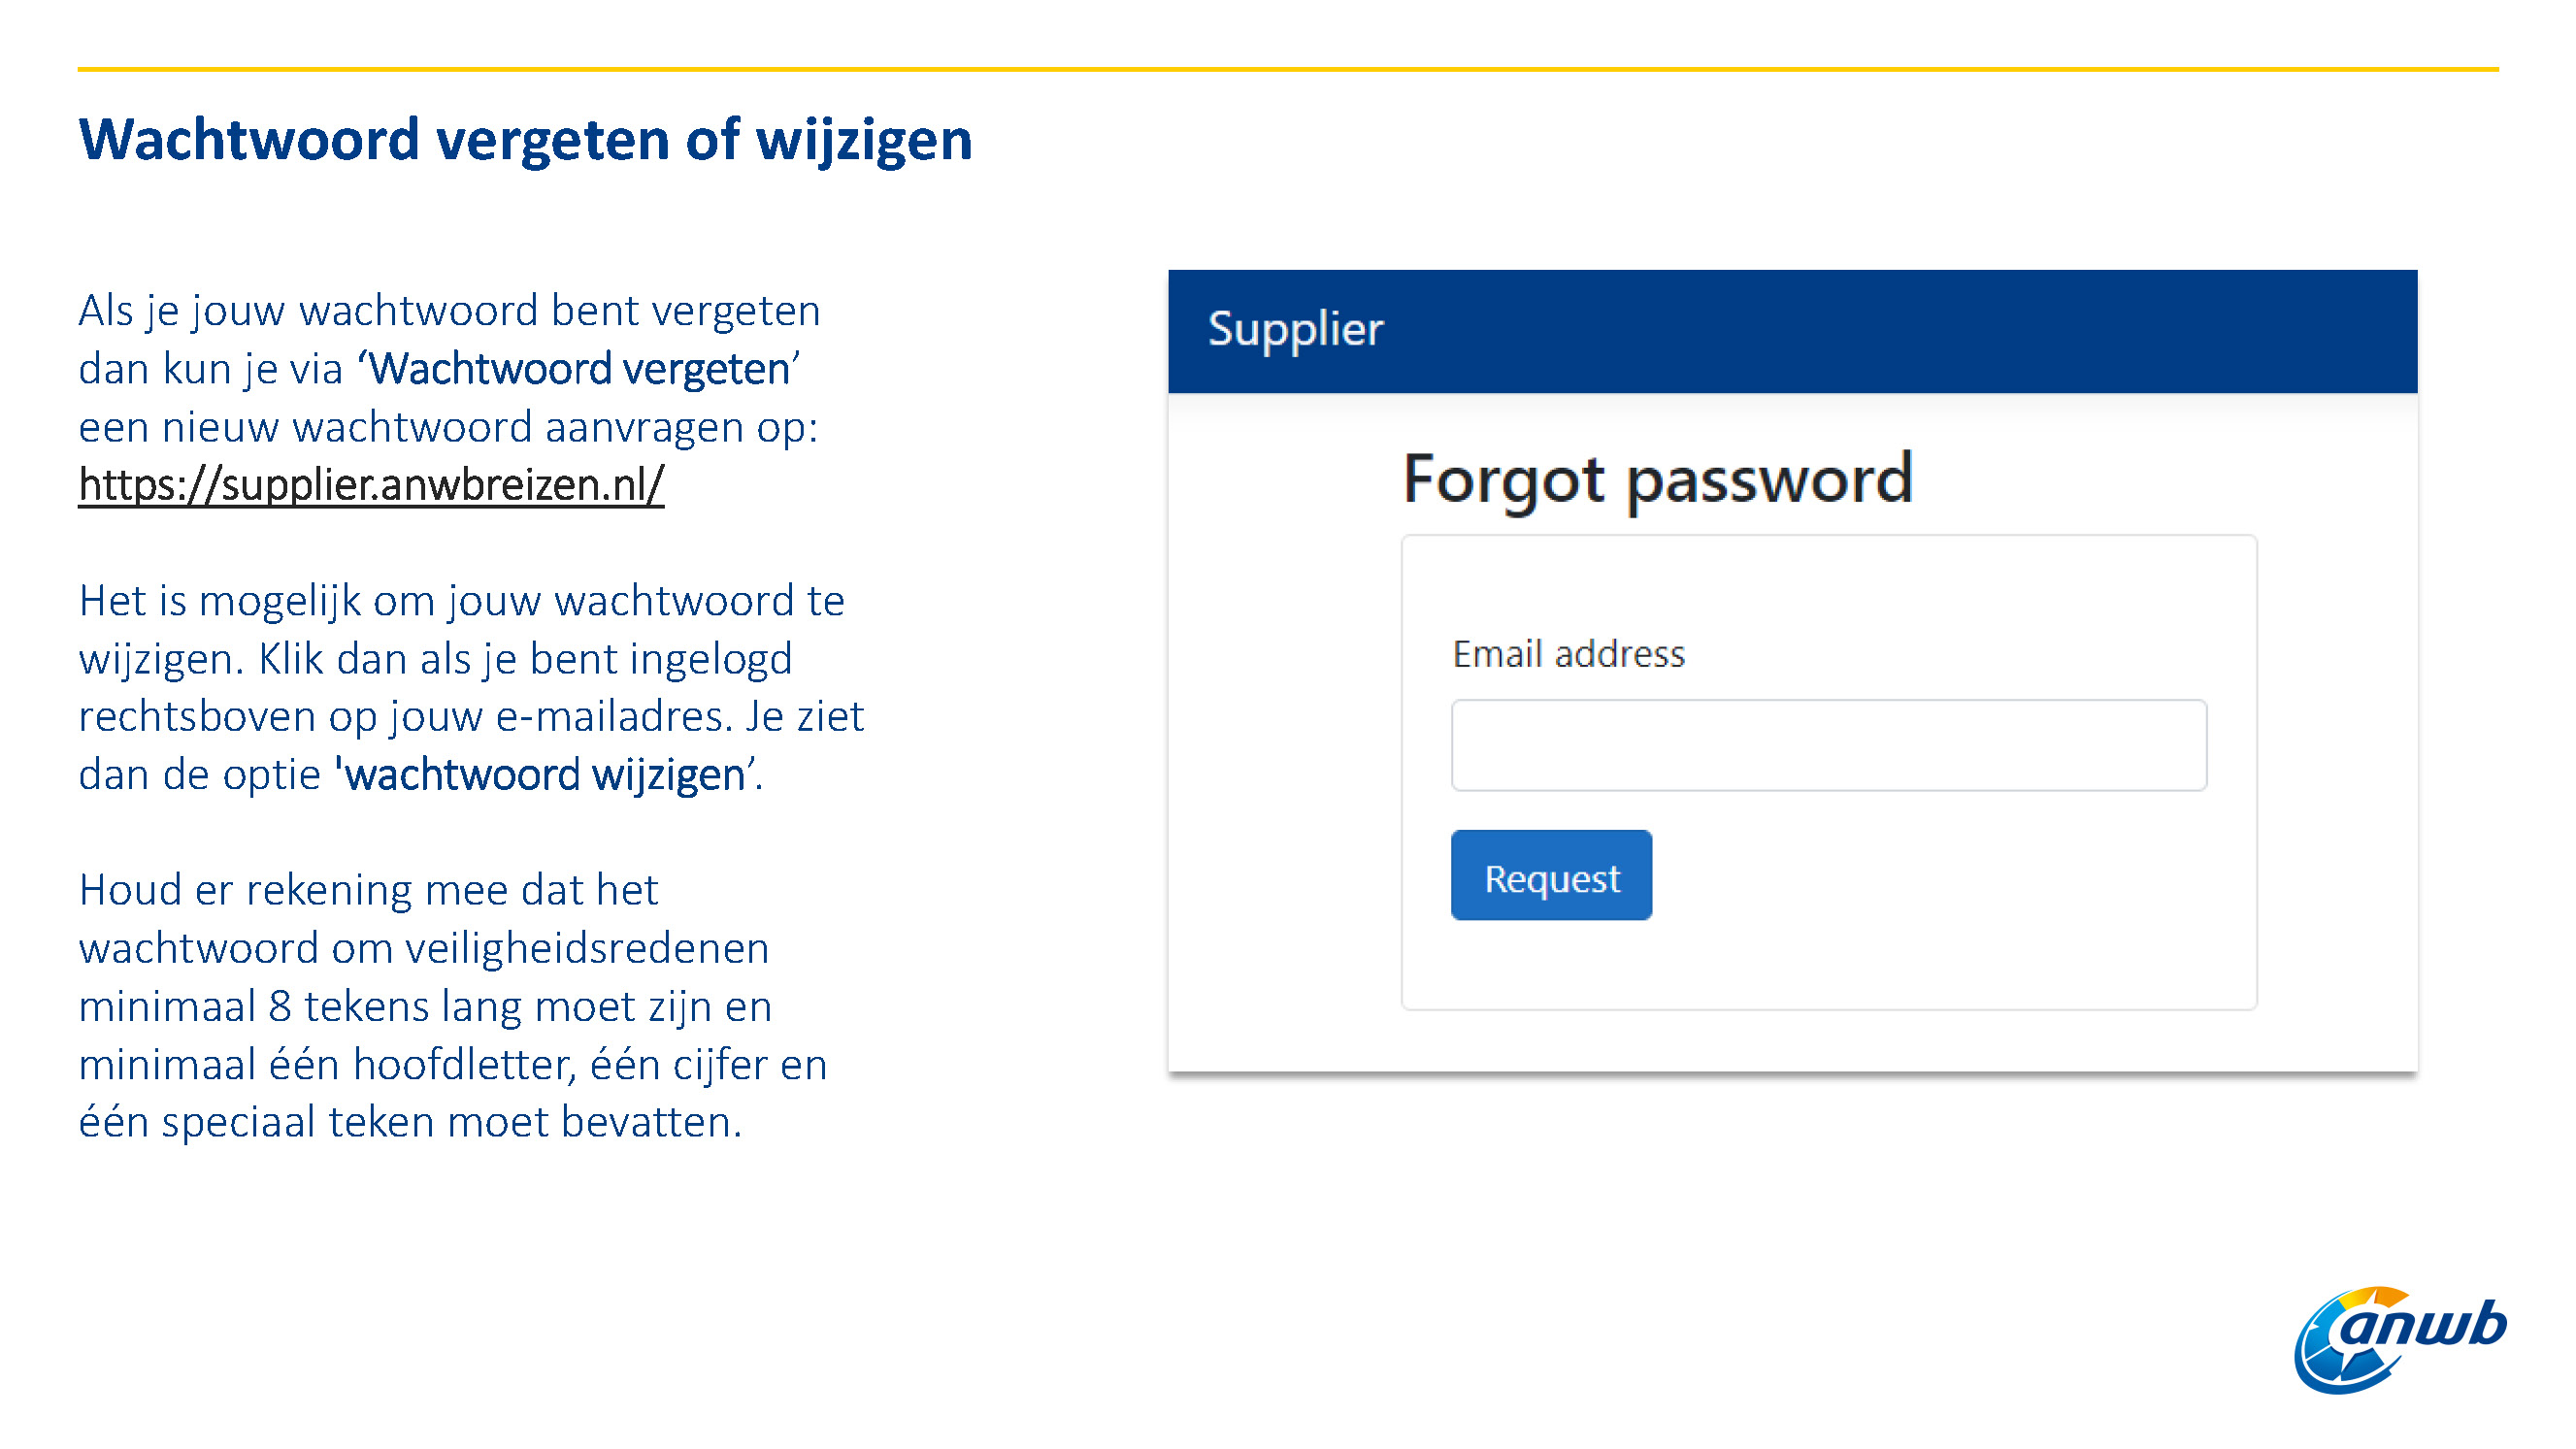 Wachtwoord vergeten of wijzigen
Als je jouw wachtwoord bent vergeten
dan kun je via ‘Wachtwoord vergeten’
een nieuw wachtwoord aanvragen op:
https://supplier.anwbreizen.nl/
Het is mogelijk om jouw wachtwoord te
wijzigen. Klik dan als je bent ingelogd
rechtsboven op jouw e-mailadres. Je ziet
dan de optie 'wachtwoord wijzigen’.
Houd er rekening mee dat het
wachtwoord om veiligheidsredenen
minimaal 8 tekens lang moet zijn en
minimaal één hoofdletter, één cijfer en
één speciaal teken moet bevatten.
Supplier
Forgot password
Email address
Request
anwb